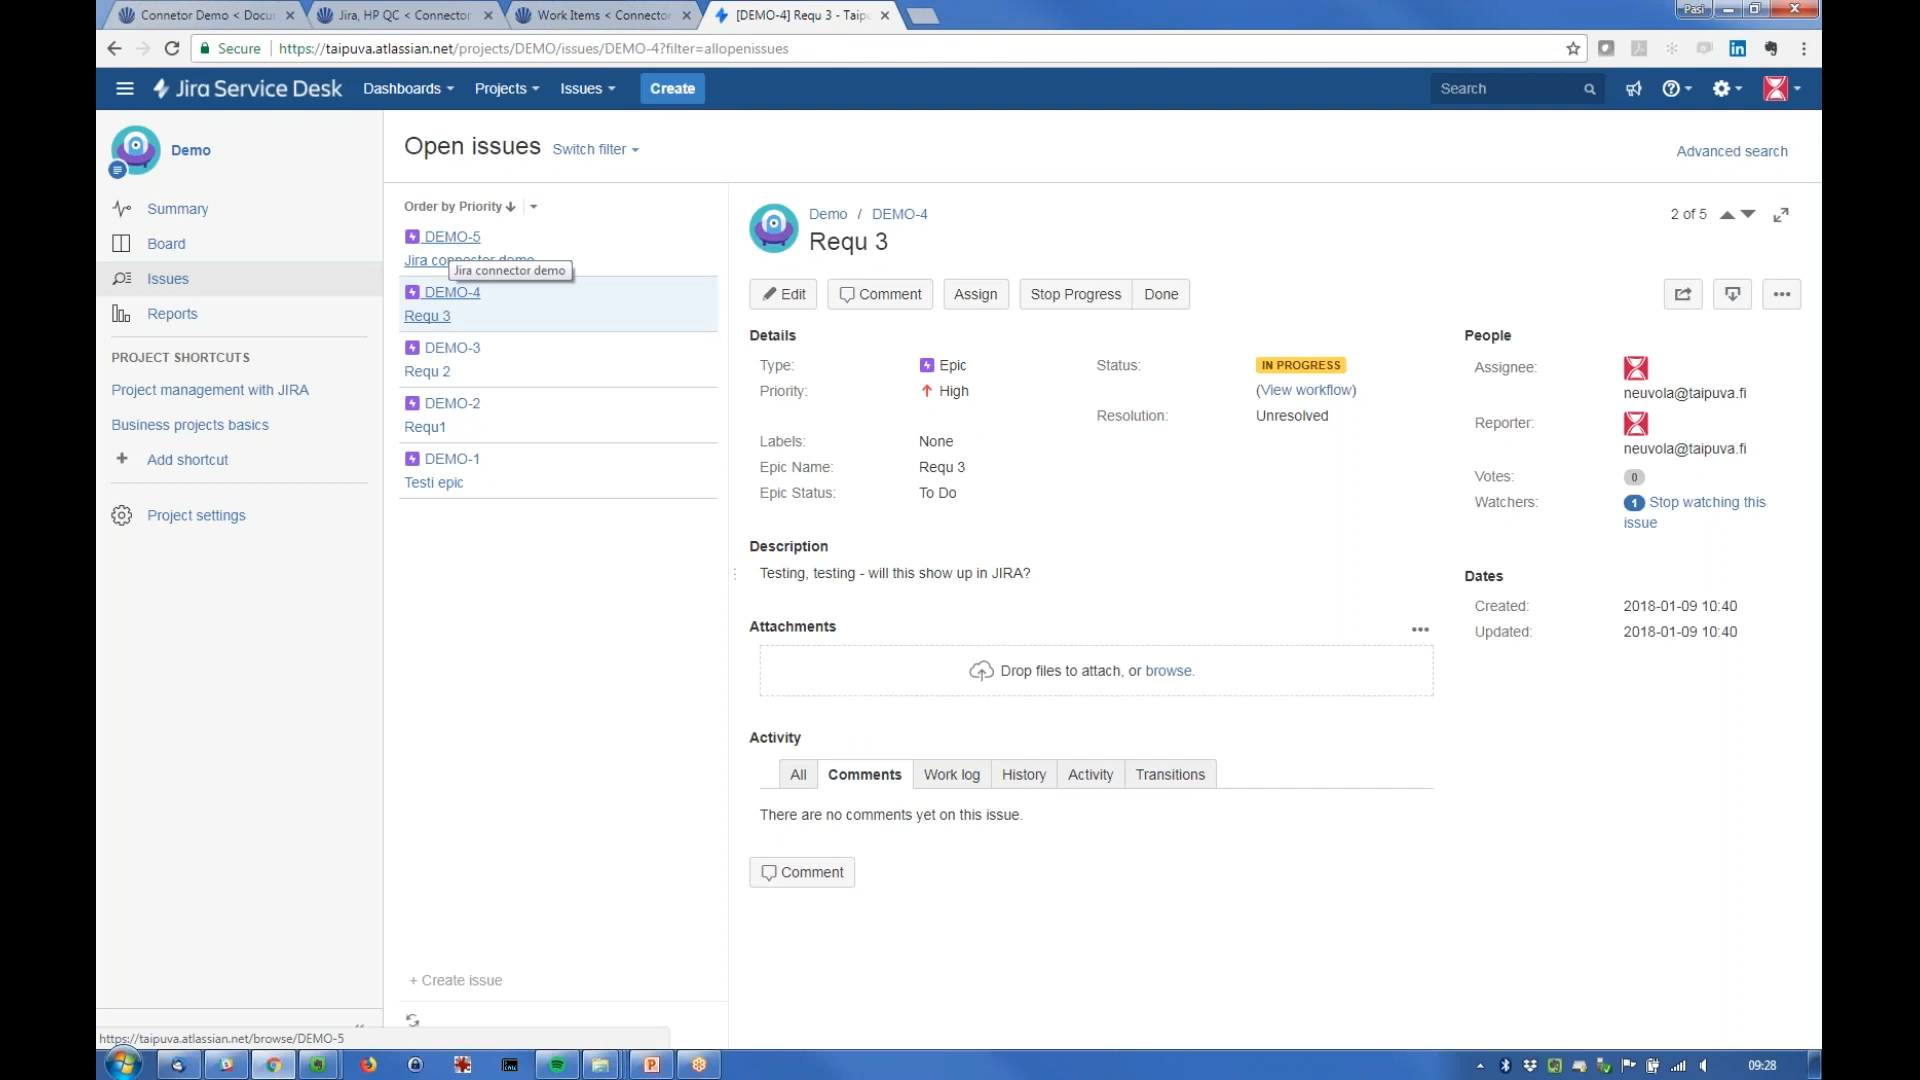 Connetor Demo < Docu
Jira, HP QC < Connector
Work Items < Connector
[DEMO-4] Requ 3 - Taipu
Pasi
Secure
https://taipuva.atlassian.net/projects/DEMO/issues/DEMO-4?filter=allopenissues
Jira Service Desk
Dashboards
Projects
Issues
Create
Search
Demo
Summary
Board
Issues
Reports
PROJECT SHORTCUTS
Project management with JIRA
Business projects basics
+ Add shortcut
Project settings
Open issues
Switch filter
Advanced search
Order by Priority
DEMO-5
Jira connector demo
Jira connector demo
DEMO-4
Requ 3
DEMO-3
Requ 2
DEMO-2
Requ1
DEMO-1
Testi epic
+ Create issue
Demo / DEMO-4
2 of 5
Requ 3
Edit
Comment
Assign
Stop Progress
Done
Details
Type: Epic
Status: IN PROGRESS
Priority: High
(View workflow)
Resolution: Unresolved
Labels: None
Epic Name: Requ 3
Epic Status: To Do
Description
Testing, testing - will this show up in JIRA?
Attachments
Drop files to attach, or browse.
Activity
All
Comments
Work log
History
Activity
Transitions
There are no comments yet on this issue.
Comment
People
Assignee:
neuvola@taipuva.fi
Reporter:
neuvola@taipuva.fi
Votes: 0
Watchers: 1 Stop watching this
issue
Dates
Created: 2018-01-09 10:40
Updated: 2018-01-09 10:40
https://taipuva.atlassian.net/browse/DEMO-5
09:28